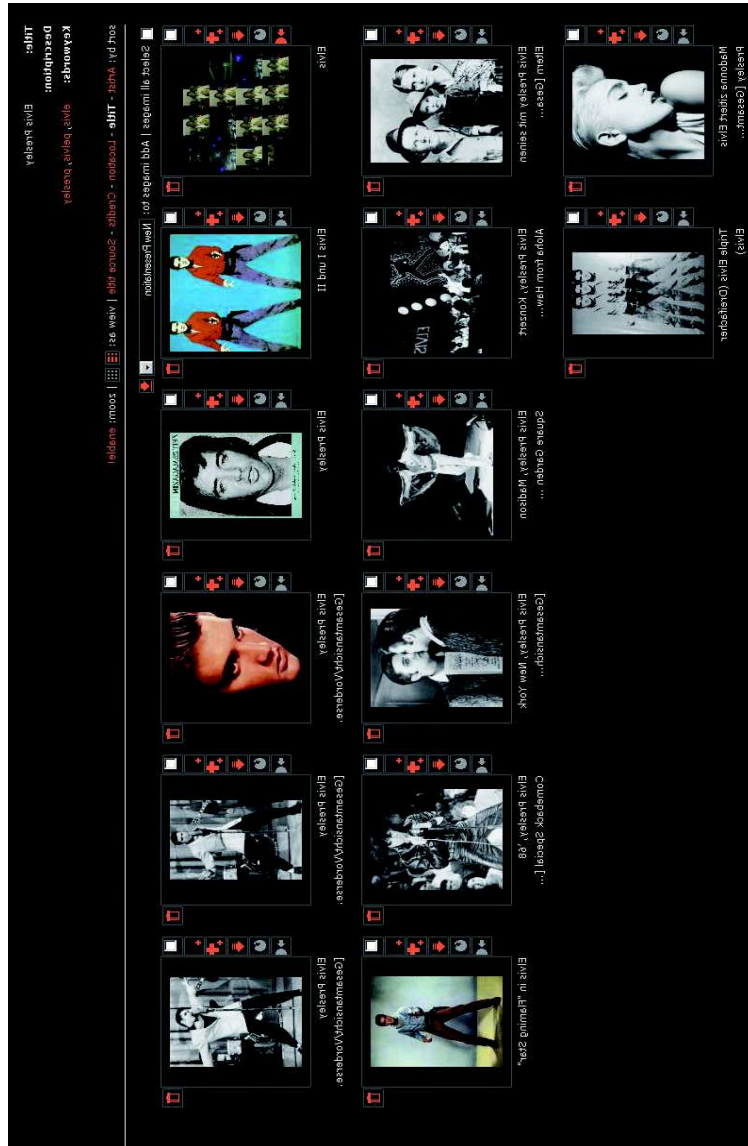 Title: Elvis Presley
Description:
Keywords: elvis, pelvis, presley
sort by: Artist - Title - Location - Credits - Source | view as: | zoom: enable!
Select all images | Add images to: New Presentation
Elvis
Elvis I und II
Elvis Presley
Elvis Presley
[Gesamtansicht/Vorderse.
Elvis Presley
[Gesamtansicht/Vorderse.
Elvis Presley
[Gesamtansicht/Vorderse.
Elvis Presley mit seinen
Eltern [Gesa...
Elvis Presley, Konzert
Aloha from Haw...
ELVIS
Elvis Presley, Madison
Square Garden ...
Elvis Presley, New York
[Gesamtansich...
Elvis Presley, '68
Comeback Special] [...
Elvis in "Flaming Star"
Madonna zitiert Elvis
Presley [Gesamt...
Triple Elvis (Dreifacher
Elvis)